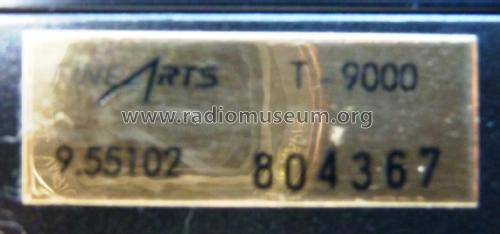 FINE ARTS T-9000
www.radiomuseum.org
9.55102 804367